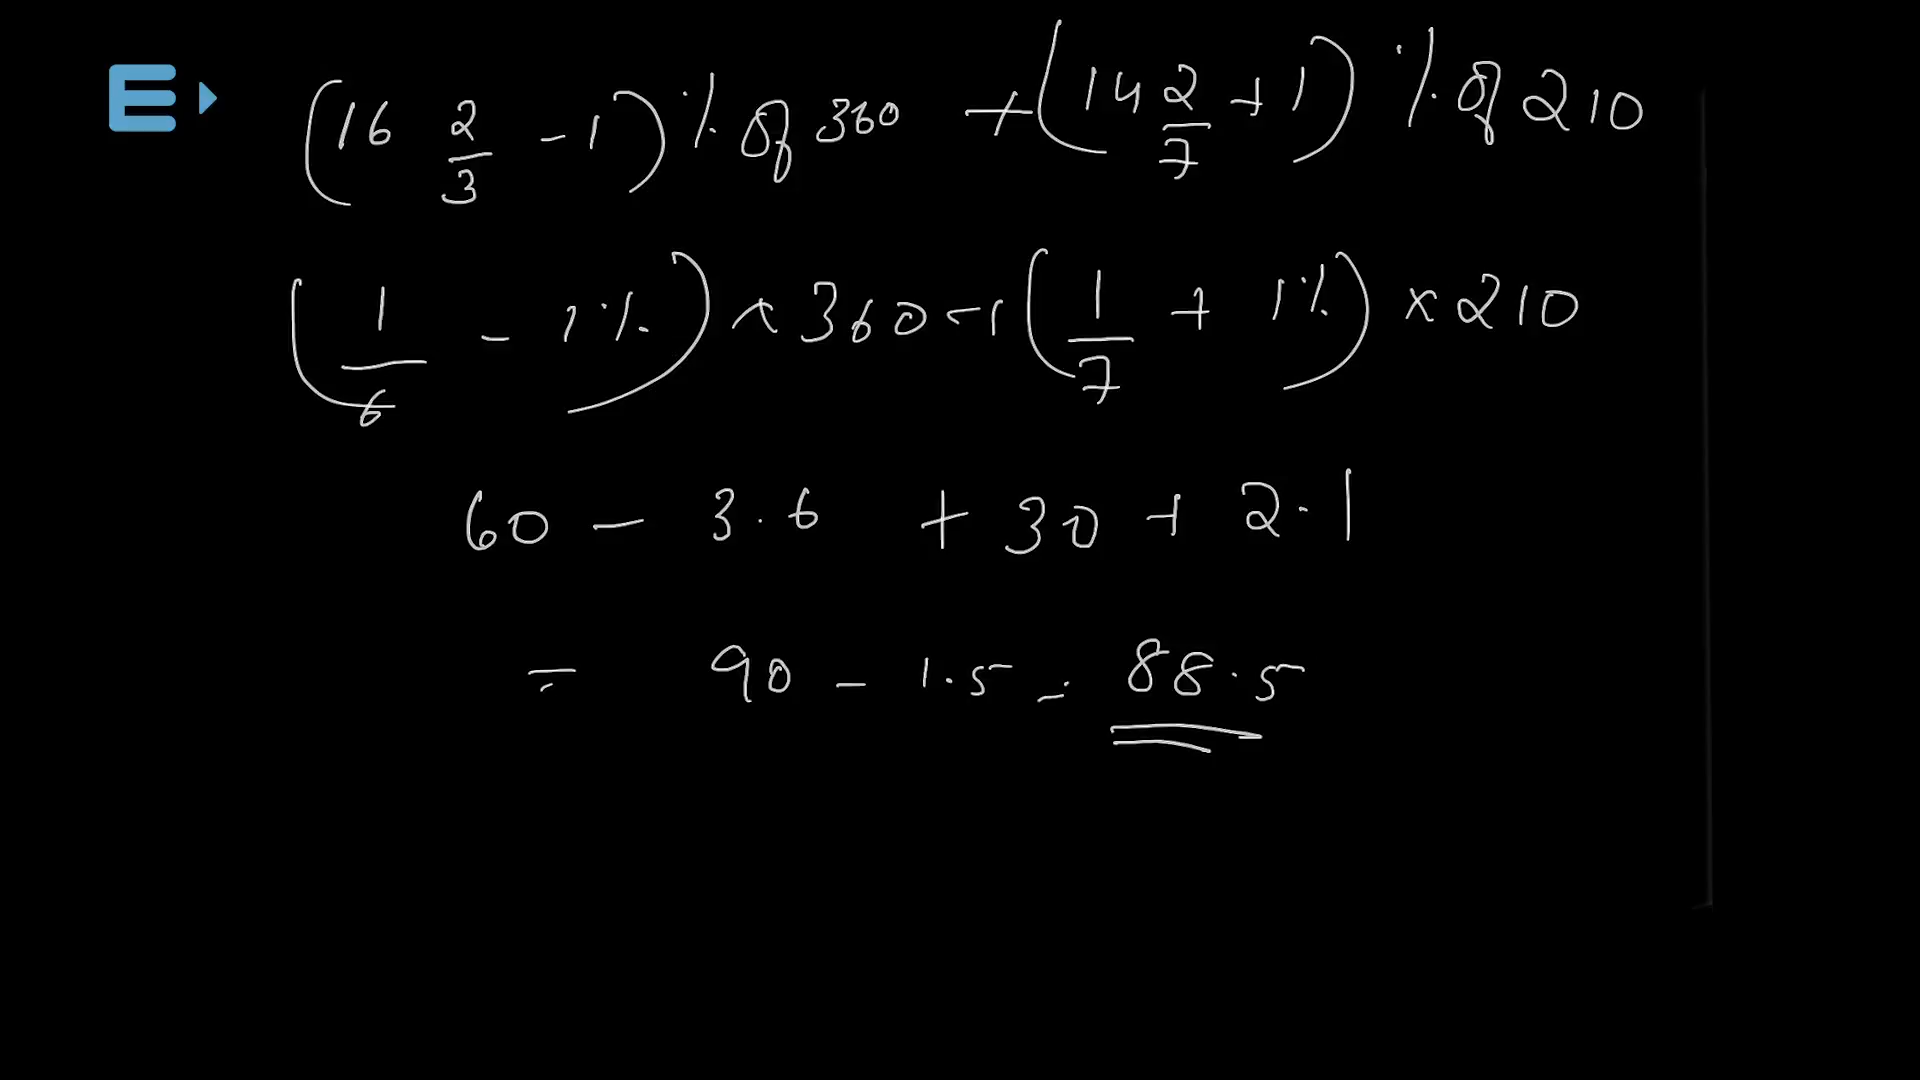 (16 2/3 - 1) % of 360 + (14 2/7 + 1) % of 210
(1/6 - 1%) × 360 + (1/7 + 1%) × 210
60 - 3.6 + 30 + 2.1
= 90 - 1.5 = 88.5